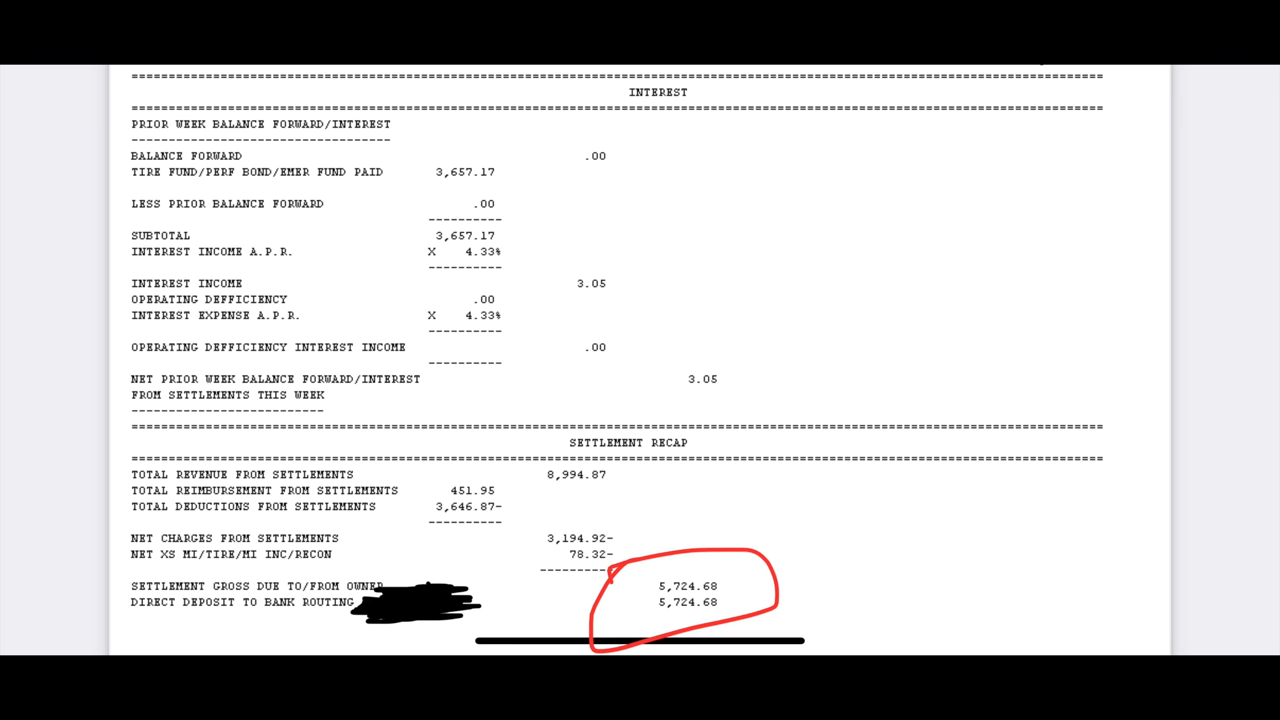 ================================================================
INTEREST
================================================================
PRIOR WEEK BALANCE FORWARD/INTEREST
-----------------------------------
BALANCE FORWARD .00
TIRE FUND/PERF BOND/EMER FUND PAID 3,657.17
LESS PRIOR BALANCE FORWARD .00
----------
SUBTOTAL 3,657.17
INTEREST INCOME A.P.R. X 4.33%
----------
INTEREST INCOME 3.05
OPERATING DEFFICIENCY .00
INTEREST EXPENSE A.P.R. X 4.33%
----------
OPERATING DEFFICIENCY INTEREST INCOME .00
----------
NET PRIOR WEEK BALANCE FORWARD/INTEREST 3.05
FROM SETTLEMENTS THIS WEEK
--------------------------
================================================================
SETTLEMENT RECAP
================================================================
TOTAL REVENUE FROM SETTLEMENTS 8,994.87
TOTAL REIMBURSEMENT FROM SETTLEMENTS 451.95
TOTAL DEDUCTIONS FROM SETTLEMENTS 3,646.87-
----------
NET CHARGES FROM SETTLEMENTS 3,194.92-
NET XS MI/TIRE/MI INC/RECON 78.32-
----------
SETTLEMENT GROSS DUE TO/FROM OWNER 5,724.68
DIRECT DEPOSIT TO BANK ROUTING 5,724.68